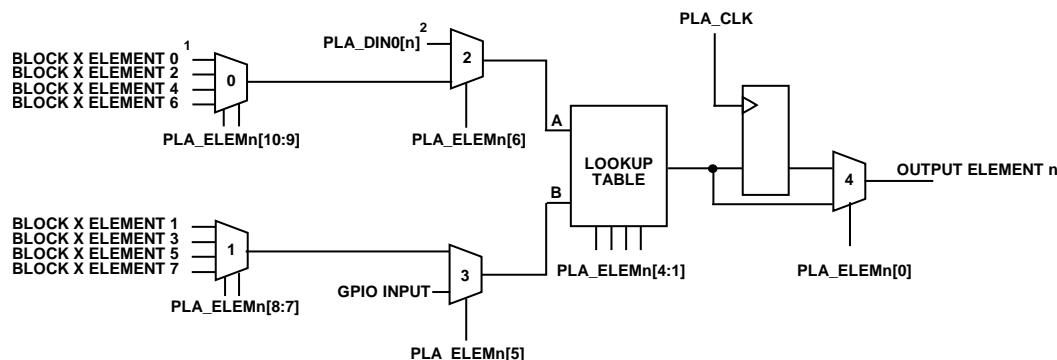 PLA_CLK
PLA_DIN0[n]2
BLOCK X ELEMENT 0 1
BLOCK X ELEMENT 2
BLOCK X ELEMENT 4
BLOCK X ELEMENT 6
0
2
PLA_ELEMn[10:9]
PLA_ELEMn[6]
A
LOOKUP
TABLE
B
4
OUTPUT ELEMENT n
BLOCK X ELEMENT 1
BLOCK X ELEMENT 3
BLOCK X ELEMENT 5
BLOCK X ELEMENT 7
1
3
GPIO INPUT
PLA_ELEMn[8:7]
PLA_ELEMn[4:1]
PLA_ELEMn[0]
PLA_ELEMn[5]